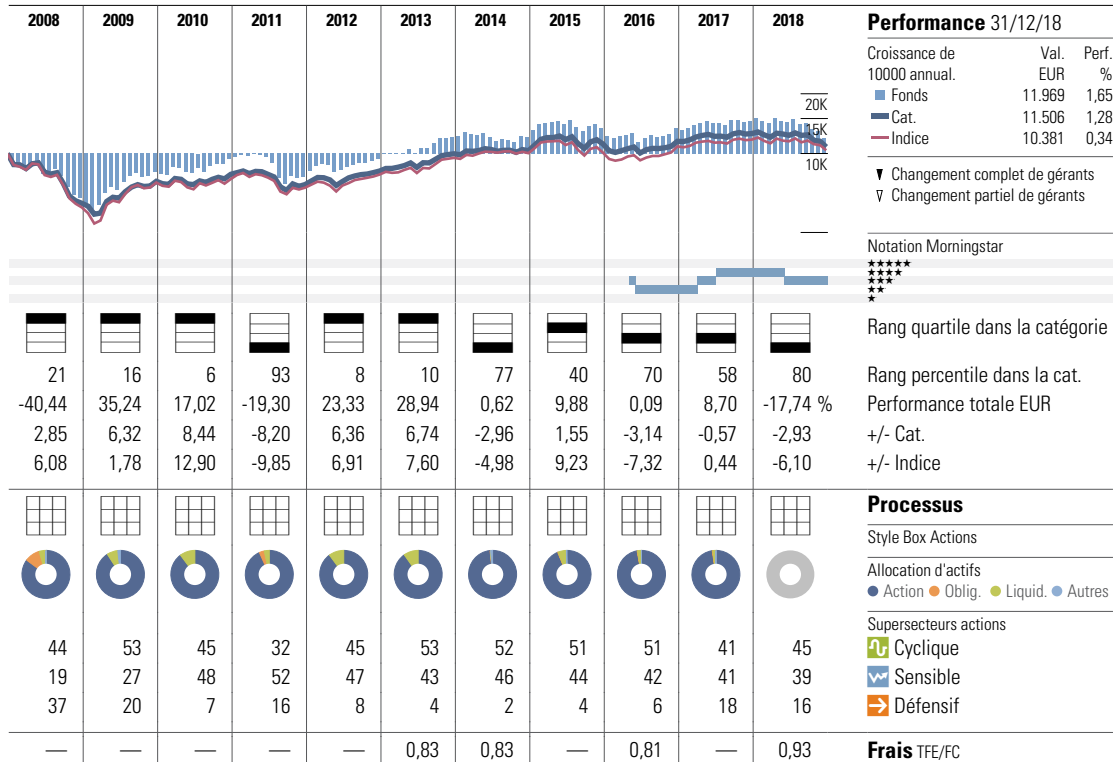 2008 2009 2010 2011 2012 2013 2014 2015 2016 2017 2018
Performance 31/12/18
Croissance de Val. Perf.
10000 annual. EUR %
Fonds 11.969 1,65
Cat. 11.506 1,28
Indice 10.381 0,34
20K
15K
10K
Changement complet de gérants
Changement partiel de gérants
Notation Morningstar
★★★★★
★★★★
★★★
★★
★
Rang quartile dans la catégorie
21 16 6 93 8 10 77 40 70 58 80 Rang percentile dans la cat.
-40,44 35,24 17,02 -19,30 23,33 28,94 0,62 9,88 0,09 8,70 -17,74 % Performance totale EUR
2,85 6,32 8,44 -8,20 6,36 6,74 -2,96 1,55 -3,14 -0,57 -2,93 +/- Cat.
6,08 1,78 12,90 -9,85 6,91 7,60 -4,98 9,23 -7,32 0,44 -6,10 +/- Indice
Processus
Style Box Actions
Allocation d'actifs
Action Oblig. Liquid. Autres
Supersecteurs actions
44 53 45 32 45 53 52 51 51 41 45 Cyclique
19 27 48 52 47 43 46 44 42 41 39 Sensible
37 20 7 16 8 4 2 4 6 18 16 Défensif
— — — — — 0,83 0,83 — 0,81 — 0,93 Frais TFE/FC